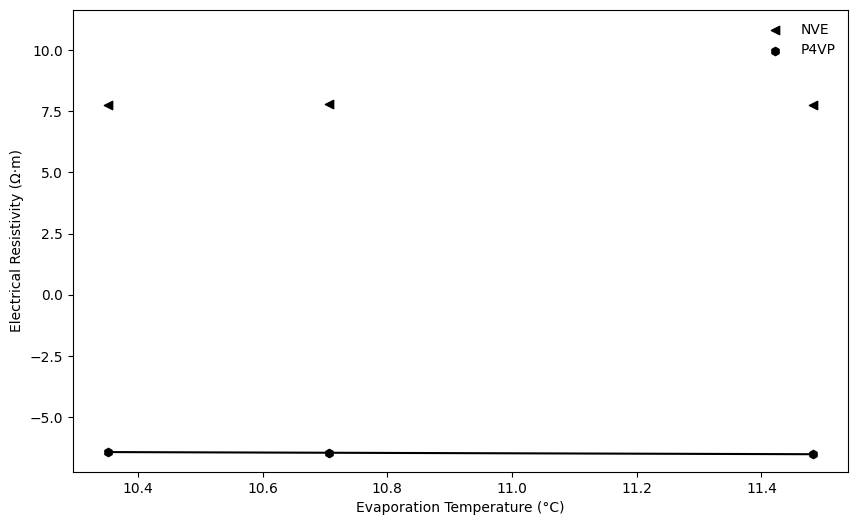 NVE
P4VP
10.0
7.5
5.0
2.5
0.0
−2.5
−5.0
Electrical Resistivity (Ω·m)
10.4 10.6 10.8 11.0 11.2 11.4
Evaporation Temperature (°C)